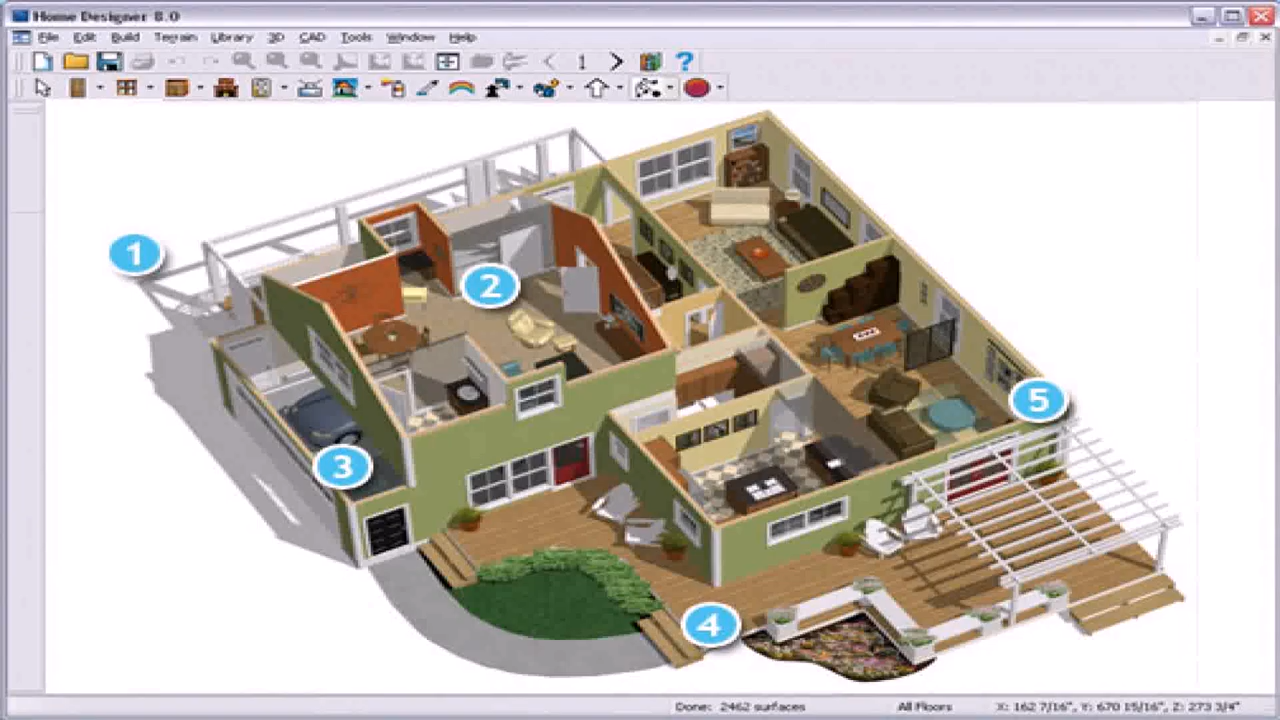 Home Designer 8.0
File Edit Build Terrain Library 3D CAD Tools Window Help
1
1
2
3
4
5
Done: 2462 surfaces All Floors X: 162 7/16", Y: 670 15/16", Z: 273 3/4"